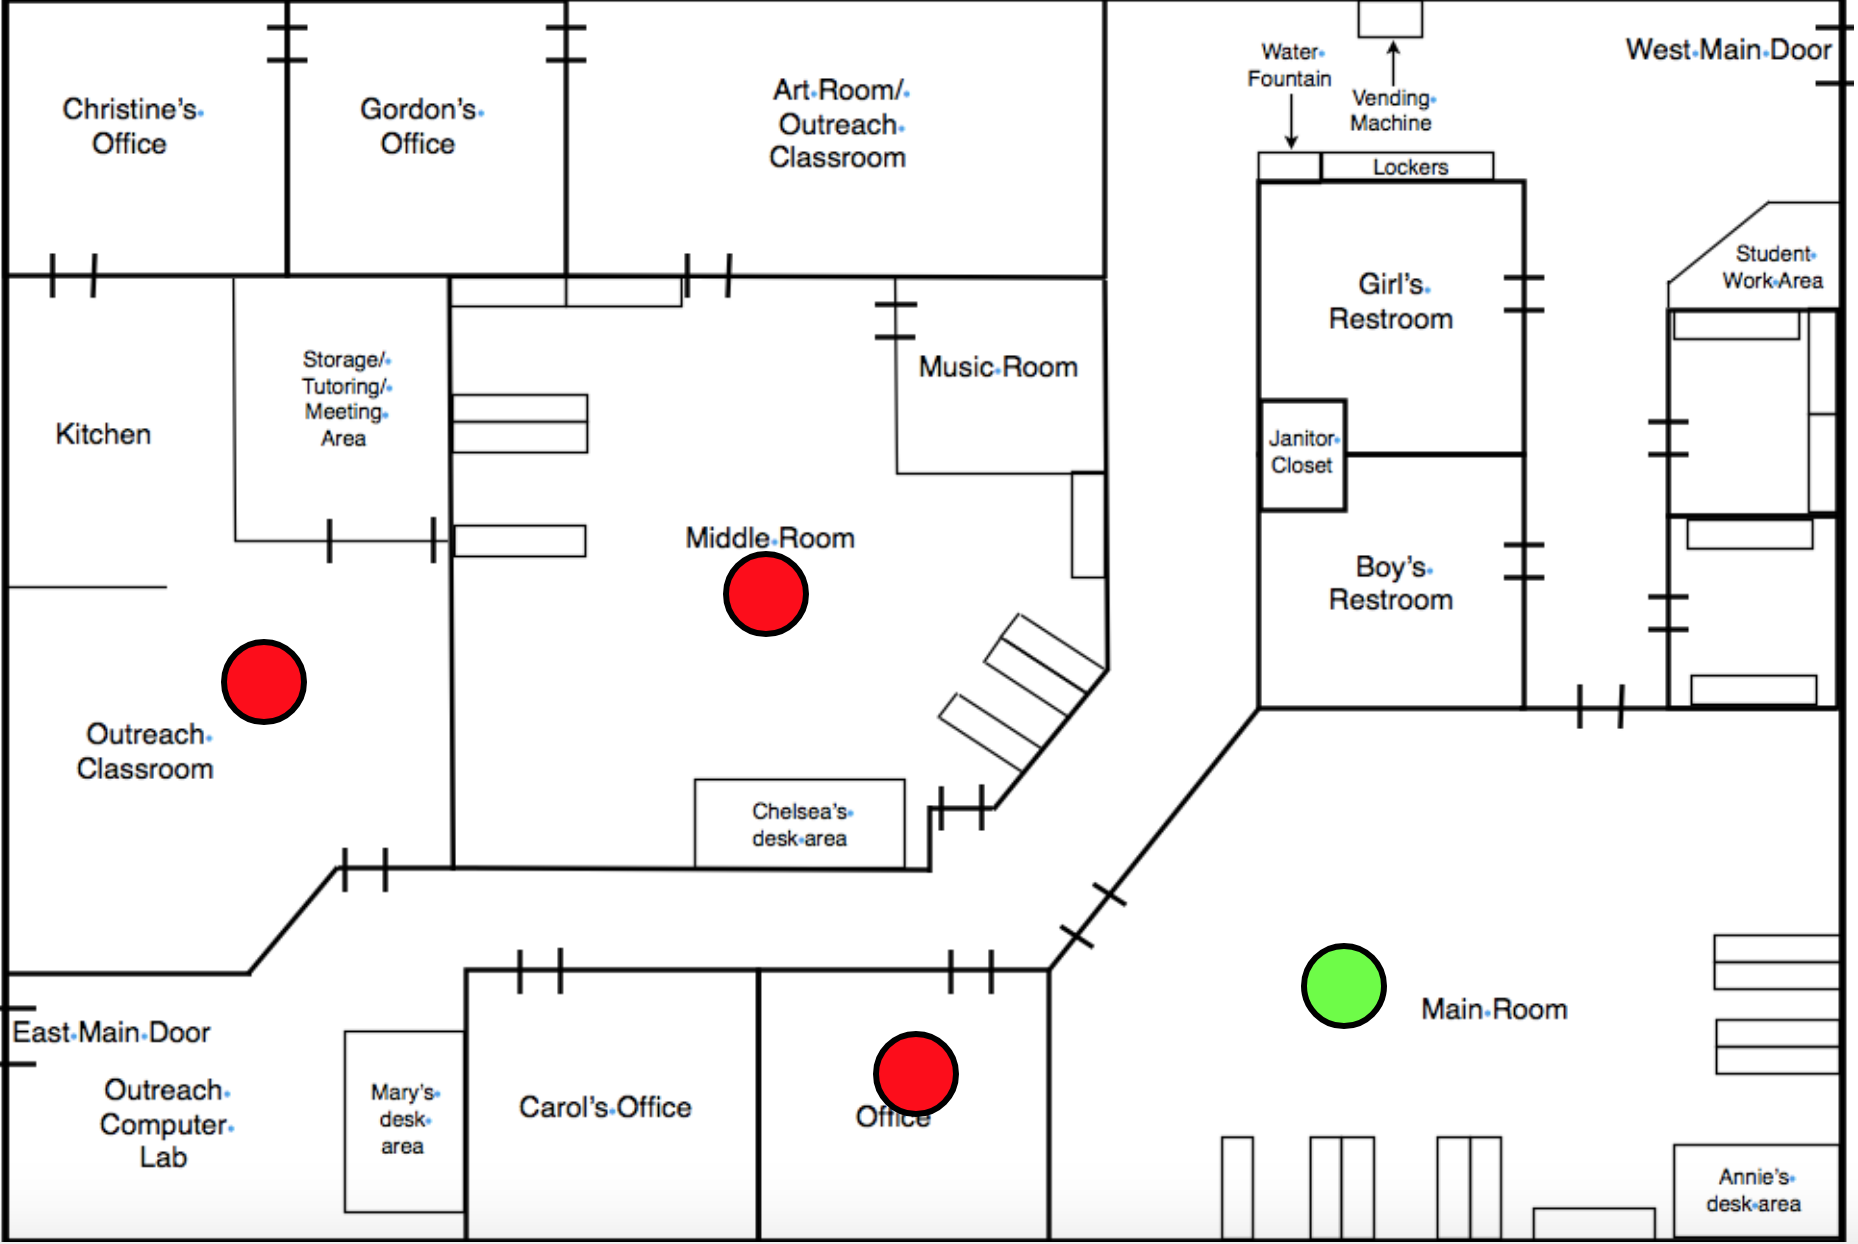 Christine's
Office
Gordon's
Office
Art Room/
Outreach
Classroom
Water
Fountain
Vending
Machine
West Main Door
Lockers
Student
Work Area
Girl's
Restroom
Storage/
Tutoring/
Meeting
Area
Music Room
Kitchen
Janitor
Closet
Middle Room
Boy's
Restroom
Outreach
Classroom
Chelsea's
desk area
Main Room
East Main Door
Outreach
Computer
Lab
Mary's
desk
area
Carol's Office
Office
Annie's
desk area